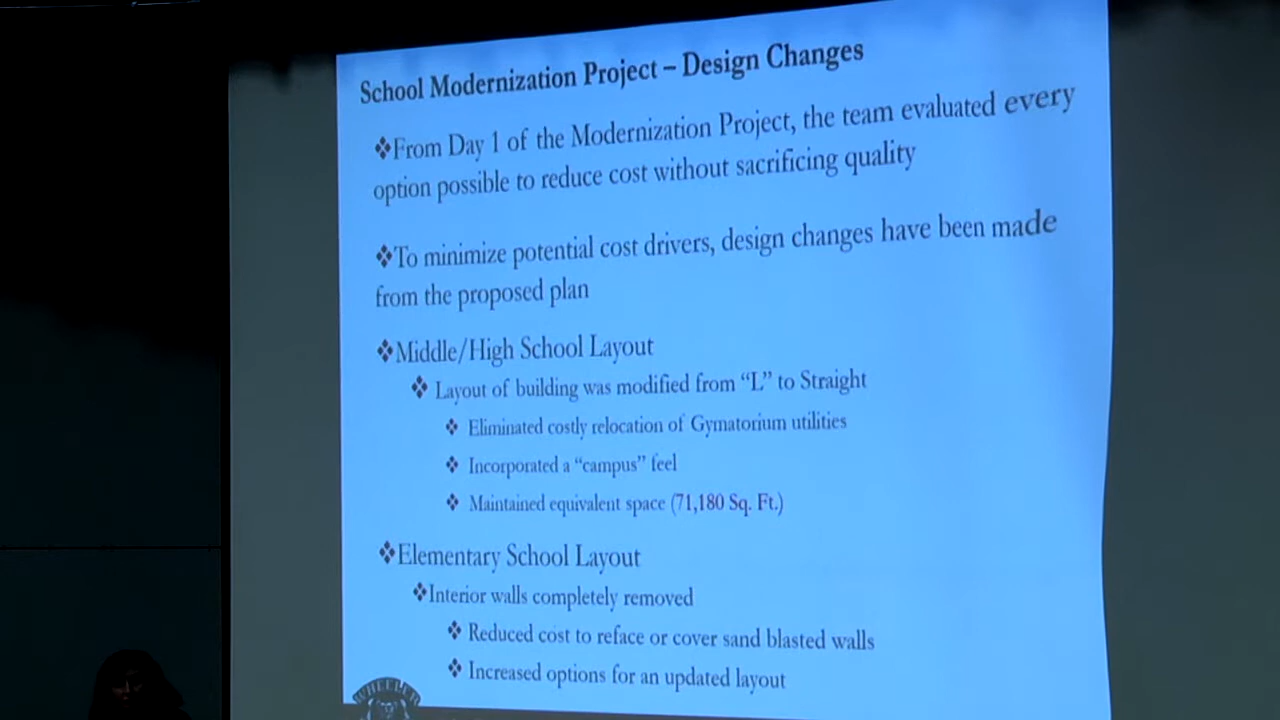 School Modernization Project – Design Changes
❖From Day 1 of the Modernization Project, the team evaluated every
option possible to reduce cost without sacrificing quality
❖To minimize potential cost drivers, design changes have been made
from the proposed plan
❖Middle/High School Layout
❖ Layout of building was modified from “L” to Straight
❖ Eliminated costly relocation of Gymatorium utilities
❖ Incorporated a “campus” feel
❖ Maintained equivalent space (71,180 Sq. Ft.)
❖Elementary School Layout
❖Interior walls completely removed
❖ Reduced cost to reface or cover sand blasted walls
❖ Increased options for an updated layout
WHEELER